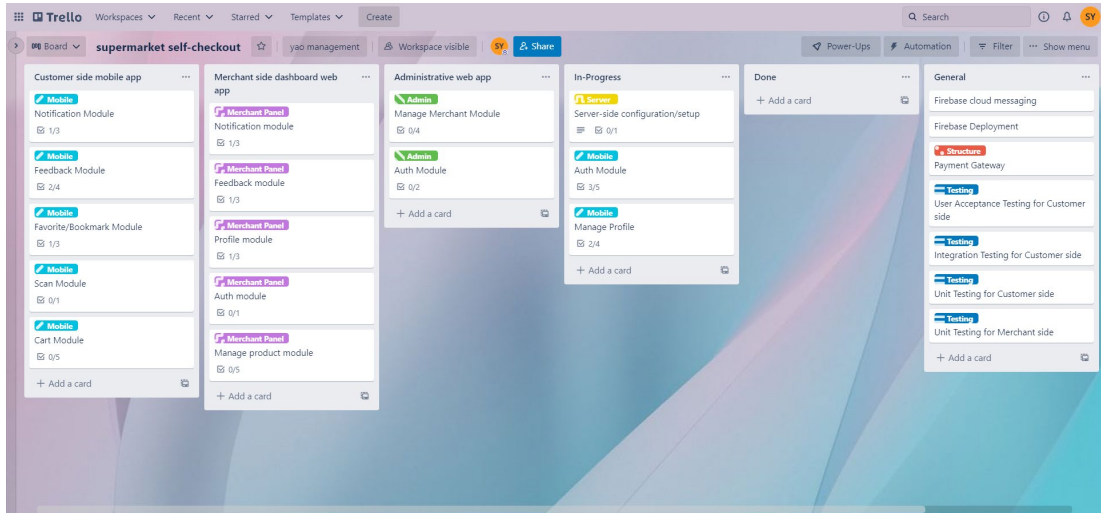 Trello
Workspaces
Recent
Starred
Templates
Create
Search
SY
Board
supermarket self-checkout
yao management
Workspace visible
SY
Share
Power-Ups
Automation
Filter
Show menu
Customer side mobile app
Mobile
Notification Module
1/3
Mobile
Feedback Module
2/4
Mobile
Favorite/Bookmark Module
1/3
Mobile
Scan Module
0/1
Mobile
Cart Module
0/5
+ Add a card
Merchant side dashboard web
app
Merchant Panel
Notification module
1/3
Merchant Panel
Feedback module
1/3
Merchant Panel
Profile module
1/3
Merchant Panel
Auth module
0/1
Merchant Panel
Manage product module
0/5
+ Add a card
Administrative web app
Admin
Manage Merchant Module
0/4
Admin
Auth Module
0/2
+ Add a card
In-Progress
Server
Server-side configuration/setup
0/1
Mobile
Auth Module
3/5
Mobile
Manage Profile
2/4
+ Add a card
Done
+ Add a card
General
Firebase cloud messaging
Firebase Deployment
Structure
Payment Gateway
Testing
User Acceptance Testing for Customer
side
Testing
Integration Testing for Customer side
Testing
Unit Testing for Customer side
Testing
Unit Testing for Merchant side
+ Add a card